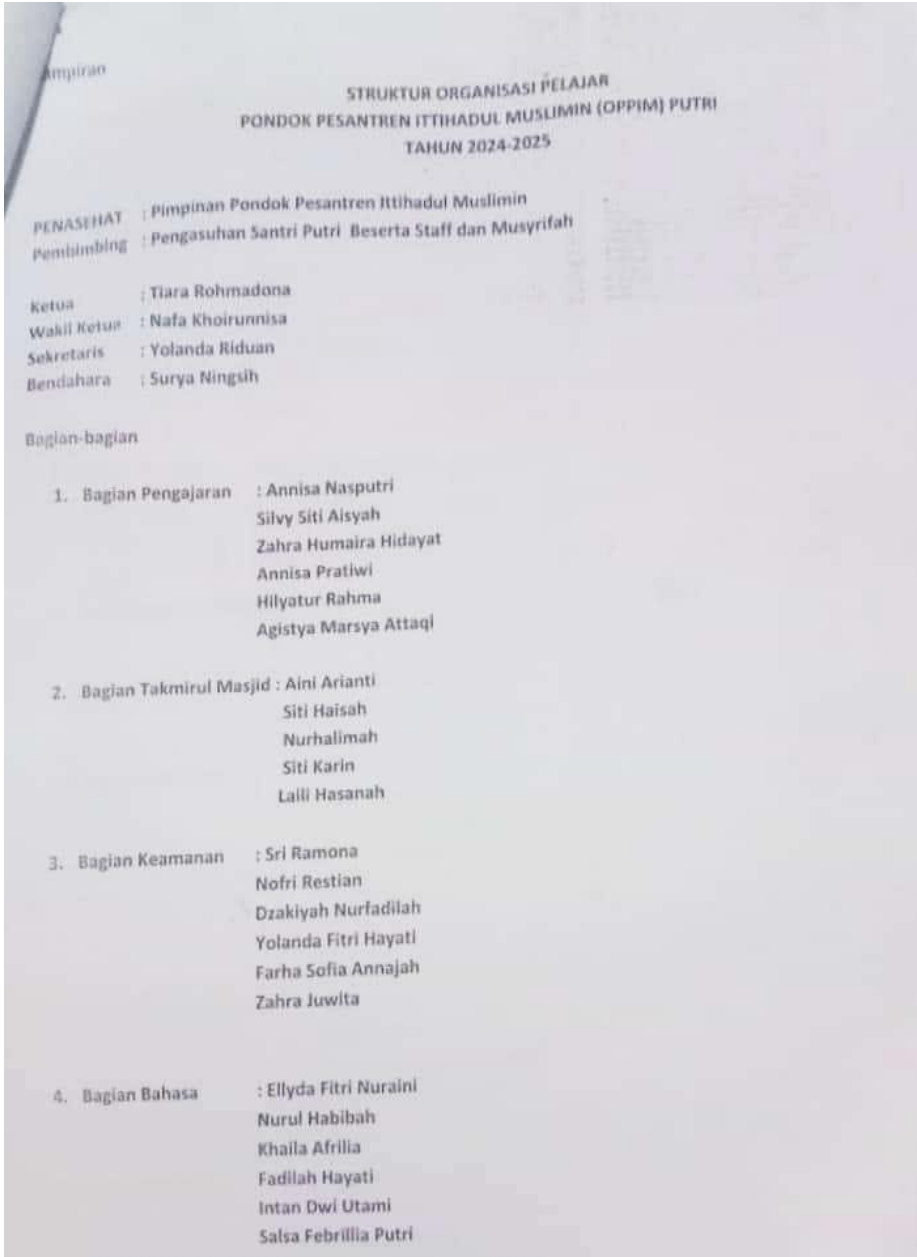 ampiran
STRUKTUR ORGANISASI PELAJAR
PONDOK PESANTREN ITTIHADUL MUSLIMIN (OPPIM) PUTRI
TAHUN 2024-2025
PENASEHAT : Pimpinan Pondok Pesantren Ittihadul Muslimin
Pembimbing : Pengasuhan Santri Putri Beserta Staff dan Musyrifah
Ketua : Tiara Rohmadona
Wakil Ketua : Nafa Khoirunnisa
Sekretaris : Yolanda Riduan
Bendahara : Surya Ningsih
Bagian-bagian
1. Bagian Pengajaran : Annisa Nasputri
Silvy Siti Aisyah
Zahra Humaira Hidayat
Annisa Pratiwi
Hilyatur Rahma
Agistya Marsya Attaqi
2. Bagian Takmirul Masjid : Aini Arianti
Siti Haisah
Nurhalimah
Siti Karin
Laili Hasanah
3. Bagian Keamanan : Sri Ramona
Nofri Restian
Dzakiyah Nurfadilah
Yolanda Fitri Hayati
Farha Sofia Annajah
Zahra Juwita
4. Bagian Bahasa : Ellyda Fitri Nuraini
Nurul Habibah
Khaila Afrilia
Fadilah Hayati
Intan Dwi Utami
Salsa Febrillia Putri